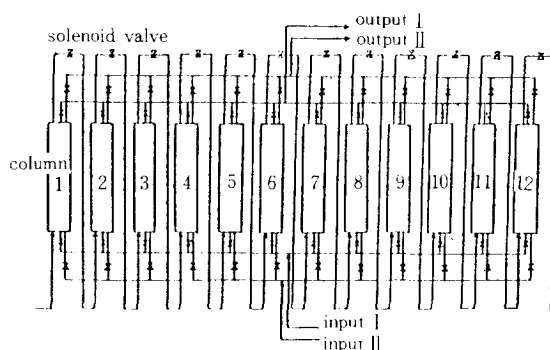 output Ⅰ
solenoid valve
output Ⅱ
column
1 2 3 4 5 6 7 8 9 10 11 12
input Ⅰ
input Ⅱ